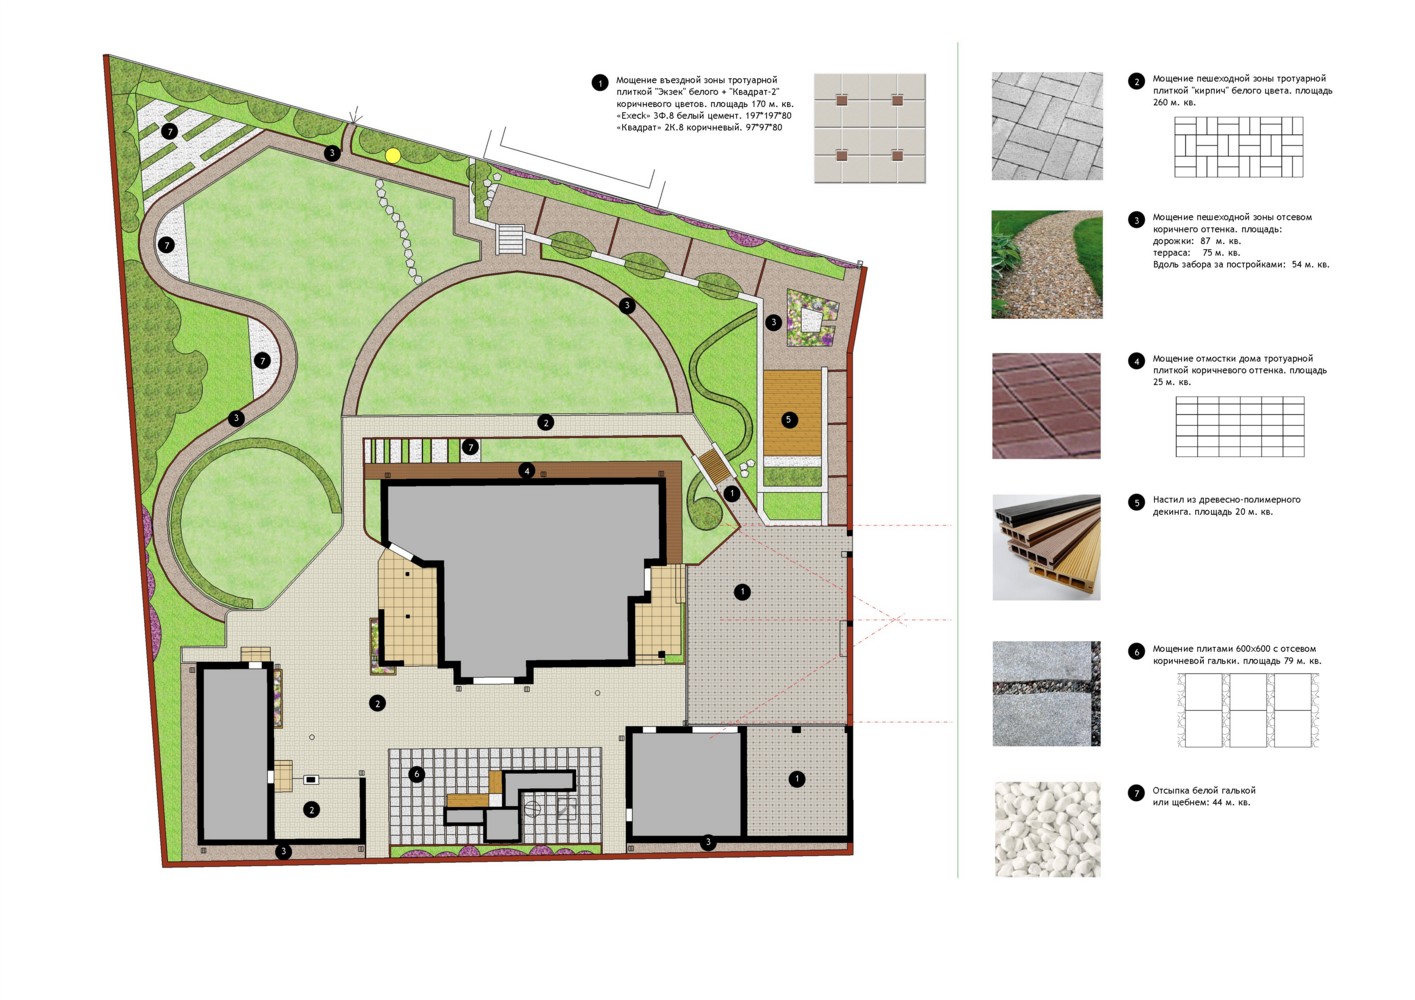 1 Мощение въездной зоны тротуарной
плиткой "Экзек" белого + "Квадрат-2"
коричневого цветов. площадь 170 м. кв.
«Execk» 3Ф.8 белый цемент. 197*197*80
«Квадрат» 2К.8 коричневый. 97*97*80
2 Мощение пешеходной зоны тротуарной
плиткой "кирпич" белого цвета. площадь
260 м. кв.
3 Мощение пешеходной зоны отсевом
коричнего оттенка. площадь:
дорожки: 87 м. кв.
терраса: 75 м. кв.
Вдоль забора за постройками: 54 м. кв.
4 Мощение отмостки дома тротуарной
плиткой коричневого оттенка. площадь
25 м. кв.
5 Настил из древесно-полимерного
декинга. площадь 20 м. кв.
6 Мощение плитами 600х600 с отсевом
коричневой гальки. площадь 79 м. кв.
7 Отсыпка белой галькой
или щебнем: 44 м. кв.
7
3
7
3
3
7
3
2
5
7
4
1
1
2
6
1
2
3
3